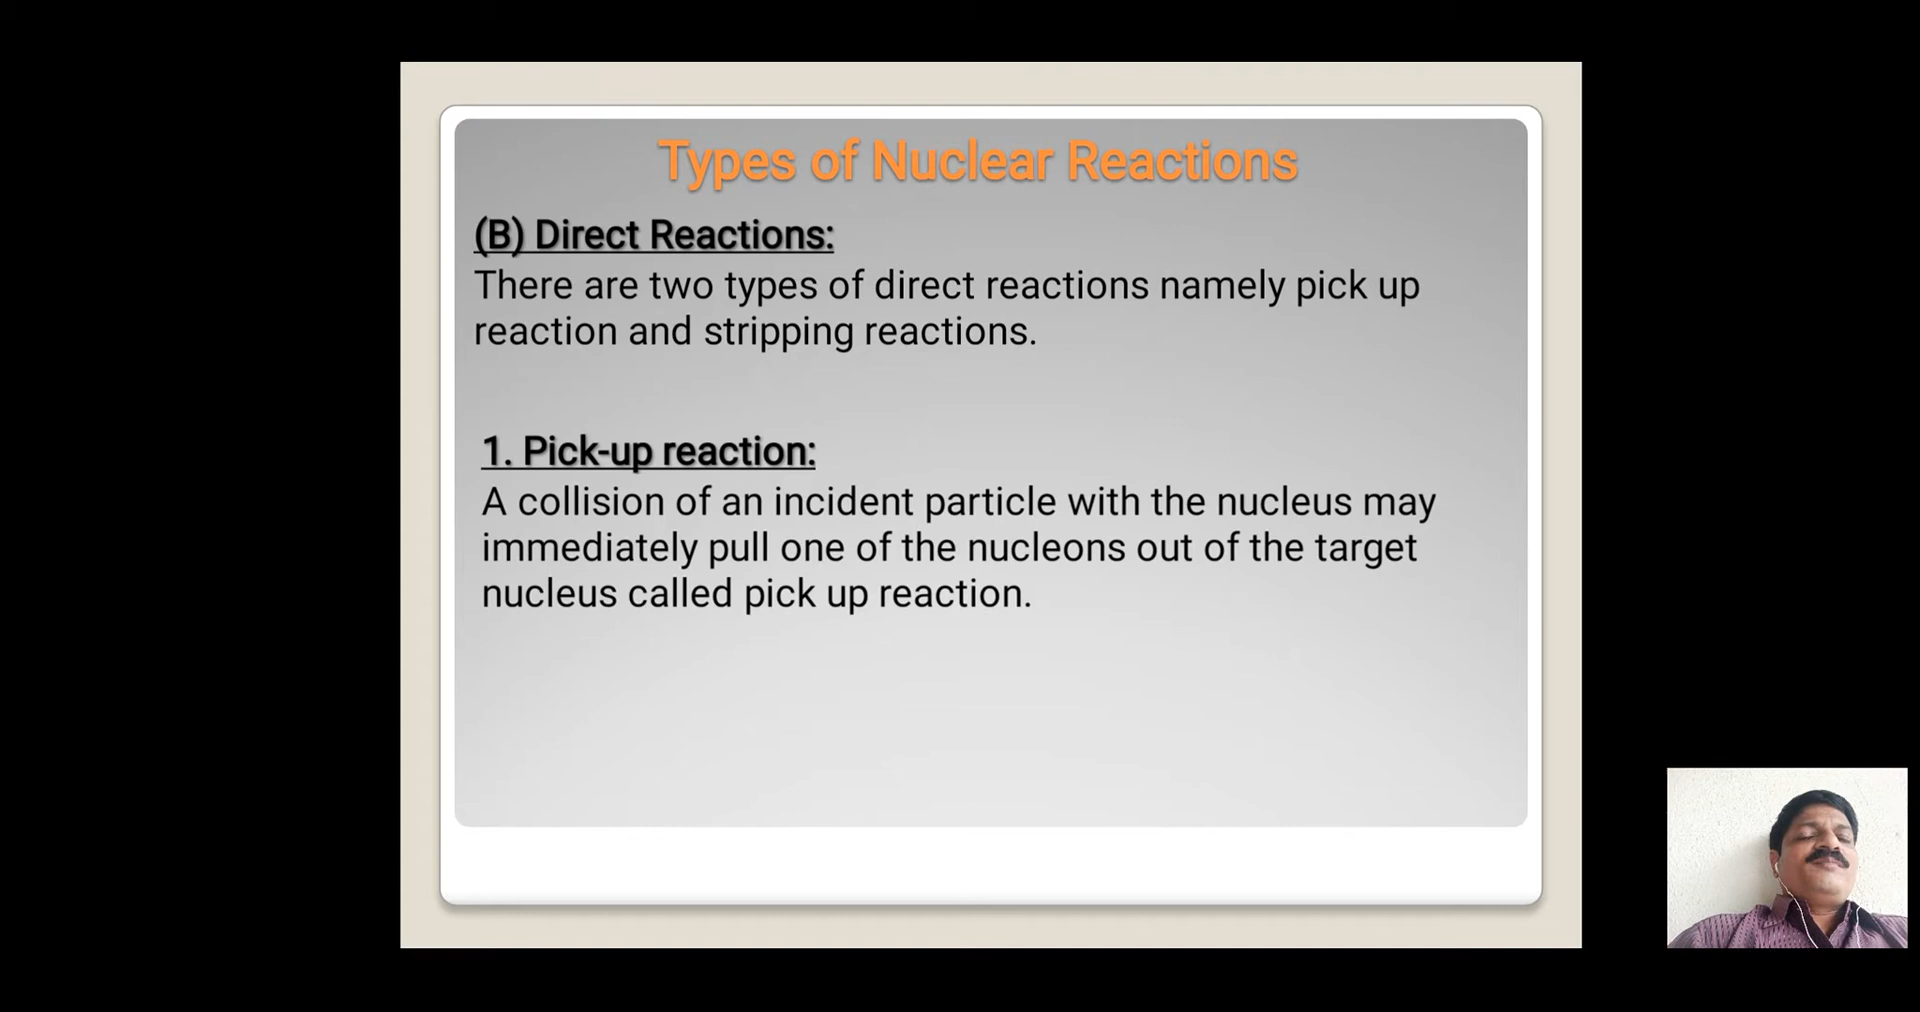 Types of Nuclear Reactions
(B) Direct Reactions:
There are two types of direct reactions namely pick up
reaction and stripping reactions.
1. Pick-up reaction:
A collision of an incident particle with the nucleus may
immediately pull one of the nucleons out of the target
nucleus called pick up reaction.